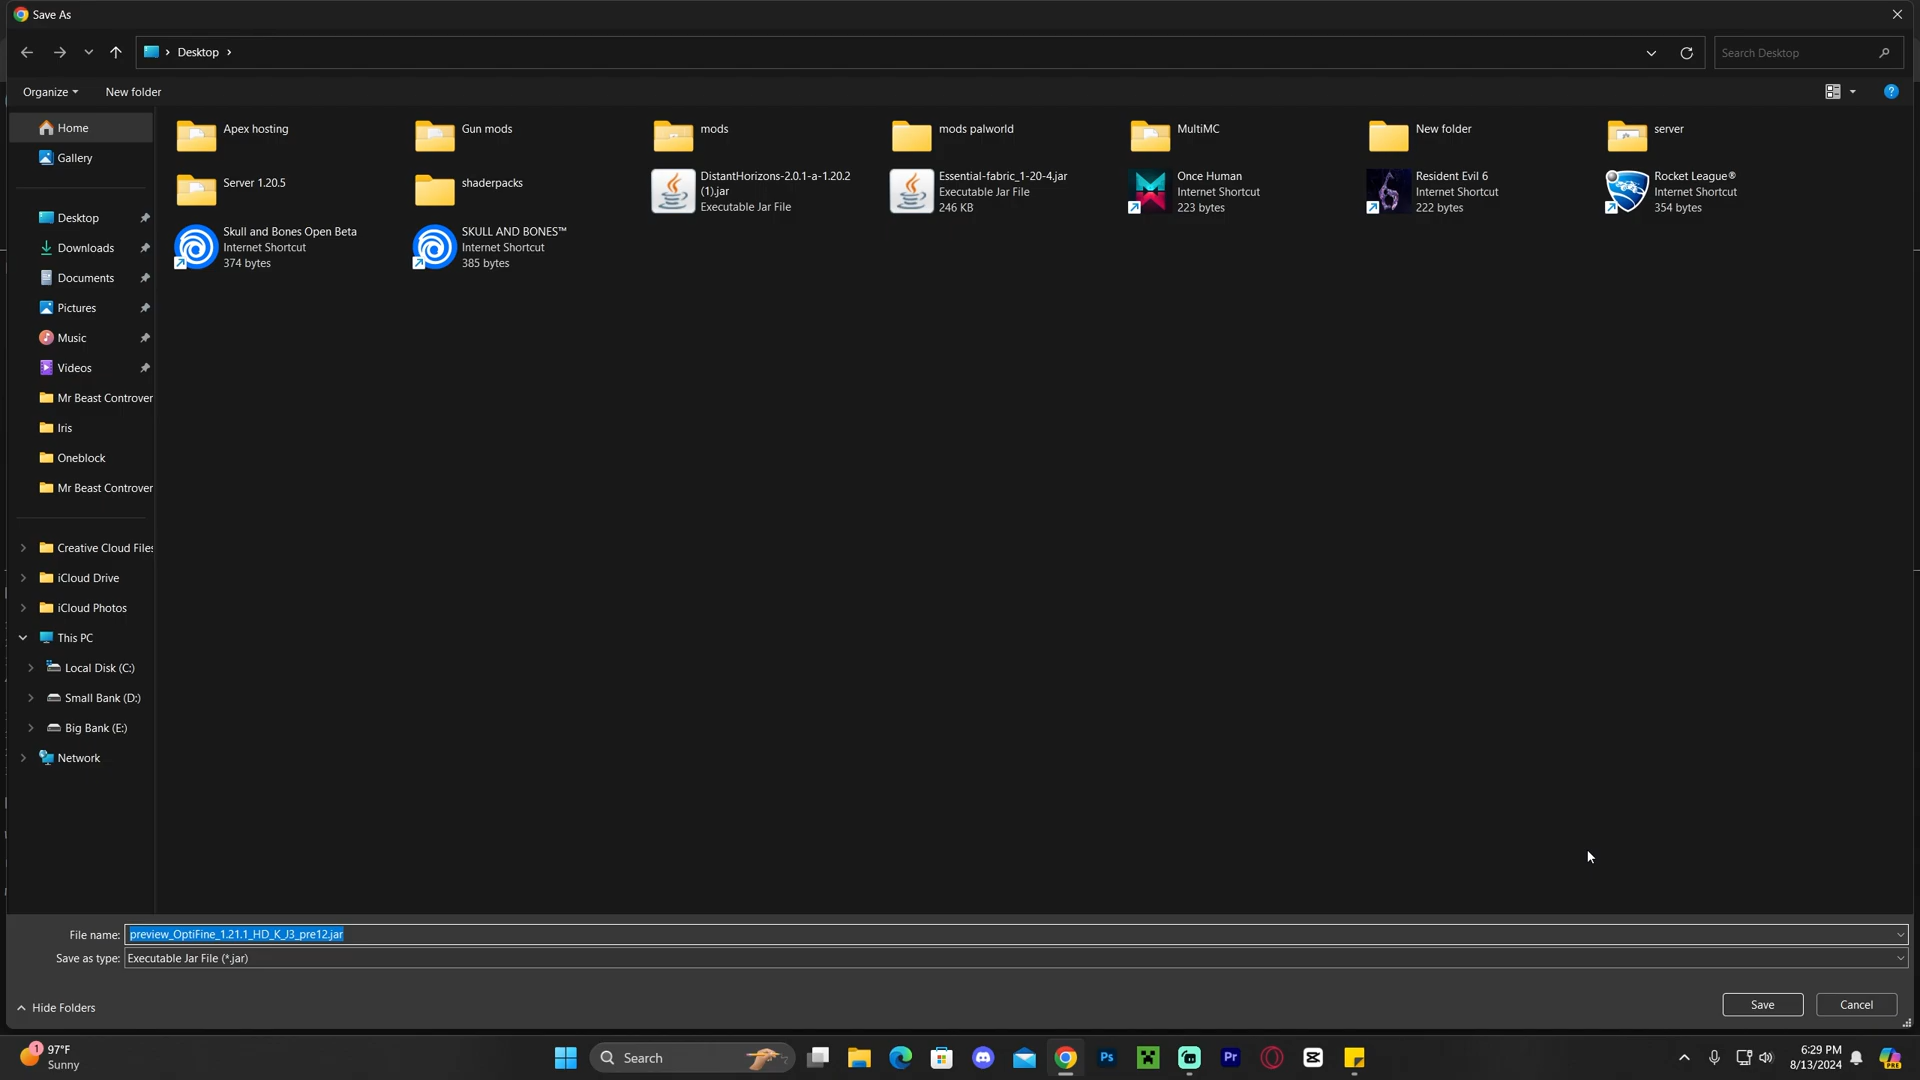 Save As
Desktop
Search Desktop
Organize
New folder
Home
Gallery
Desktop
Downloads
Documents
Pictures
Music
Videos
Mr Beast Controver
Iris
Oneblock
Mr Beast Controver
Creative Cloud Files
iCloud Drive
iCloud Photos
This PC
Local Disk (C:)
Small Bank (D:)
Big Bank (E:)
Network
Apex hosting
Gun mods
mods
mods palworld
MultiMC
New folder
server
Server 1.20.5
shaderpacks
DistantHorizons-2.0.1-a-1.20.2
(1).jar
Executable Jar File
Essential-fabric_1-20-4.jar
Executable Jar File
246 KB
Once Human
Internet Shortcut
223 bytes
Resident Evil 6
Internet Shortcut
222 bytes
Rocket League®
Internet Shortcut
354 bytes
Skull and Bones Open Beta
Internet Shortcut
374 bytes
SKULL AND BONES™
Internet Shortcut
385 bytes
File name: preview_OptiFine_1.21.1_HD_K_J3_pre12.jar
Save as type: Executable Jar File (*.jar)
Hide Folders
Save
Cancel
1
97°F
Sunny
Search
Ps
Pr
6:29 PM
8/13/2024
PRE